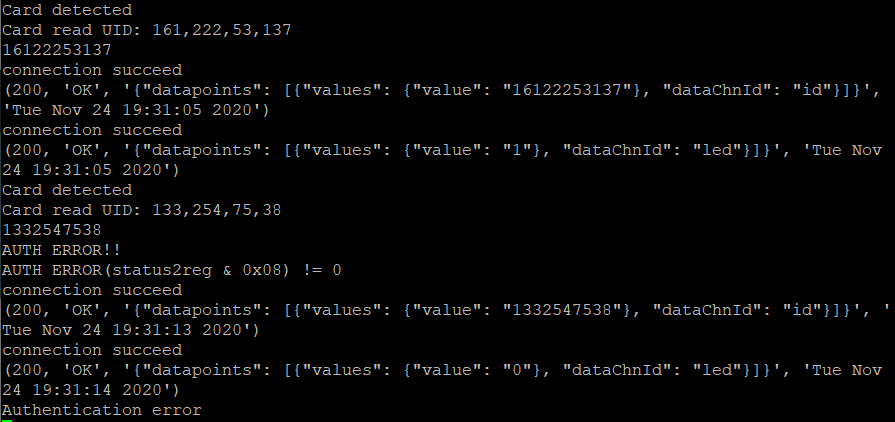 Card detected
Card read UID: 161,222,53,137
16122253137
connection succeed
(200, 'OK', '{"datapoints": [{"values": {"value": "16122253137"}, "dataChnId": "id"}]}',
'Tue Nov 24 19:31:05 2020')
connection succeed
(200, 'OK', '{"datapoints": [{"values": {"value": "1"}, "dataChnId": "led"}]}', 'Tue Nov
24 19:31:05 2020')
Card detected
Card read UID: 133,254,75,38
1332547538
AUTH ERROR!!
AUTH ERROR(status2reg & 0x08) != 0
connection succeed
(200, 'OK', '{"datapoints": [{"values": {"value": "1332547538"}, "dataChnId": "id"}]}', '
Tue Nov 24 19:31:13 2020')
connection succeed
(200, 'OK', '{"datapoints": [{"values": {"value": "0"}, "dataChnId": "led"}]}', 'Tue Nov
24 19:31:14 2020')
Authentication error